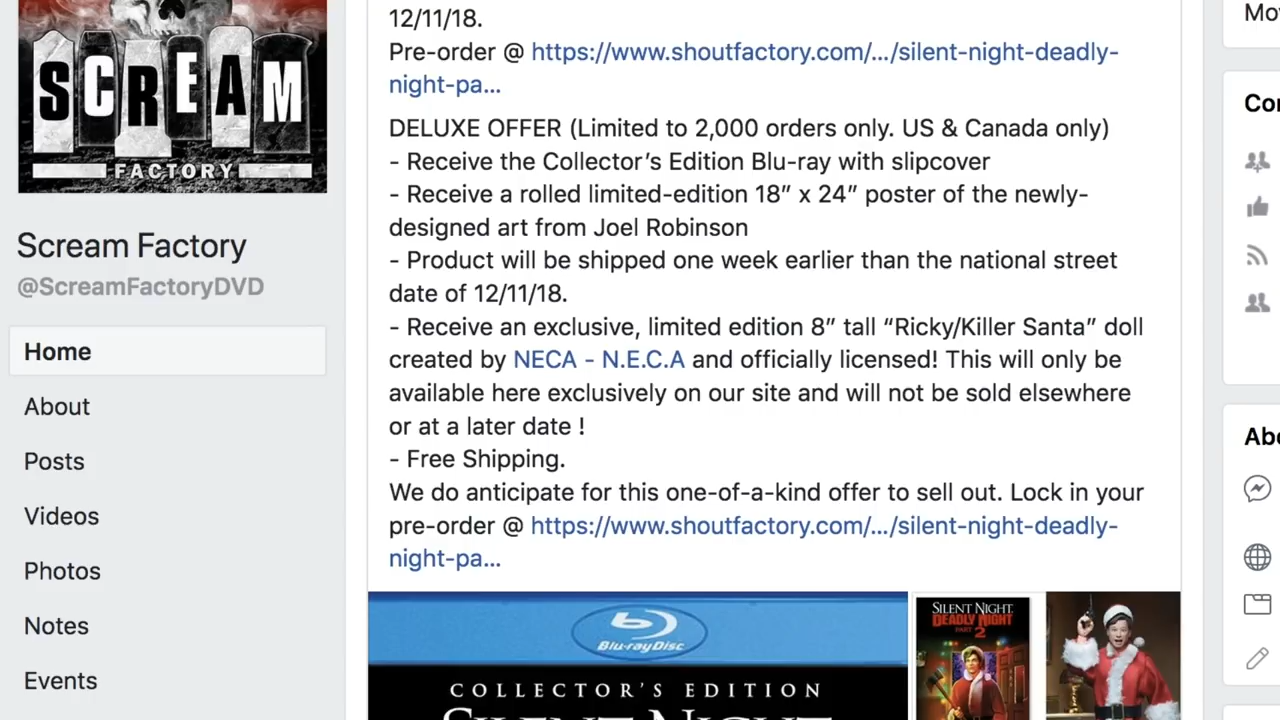 SCREAM
FACTORY
Scream Factory
@ScreamFactoryDVD
Home
About
Posts
Videos
Photos
Notes
Events
12/11/18.
Pre-order @ https://www.shoutfactory.com/.../silent-night-deadly-
night-pa...
DELUXE OFFER (Limited to 2,000 orders only. US & Canada only)
- Receive the Collector’s Edition Blu-ray with slipcover
- Receive a rolled limited-edition 18” x 24” poster of the newly-
designed art from Joel Robinson
- Product will be shipped one week earlier than the national street
date of 12/11/18.
- Receive an exclusive, limited edition 8” tall “Ricky/Killer Santa” doll
created by NECA - N.E.C.A and officially licensed! This will only be
available here exclusively on our site and will not be sold elsewhere
or at a later date !
- Free Shipping.
We do anticipate for this one-of-a-kind offer to sell out. Lock in your
pre-order @ https://www.shoutfactory.com/.../silent-night-deadly-
night-pa...
Blu-ray Disc
COLLECTOR'S EDITION
SILENT NIGHT
SILENT NIGHT
DEADLY NIGHT
PART 2